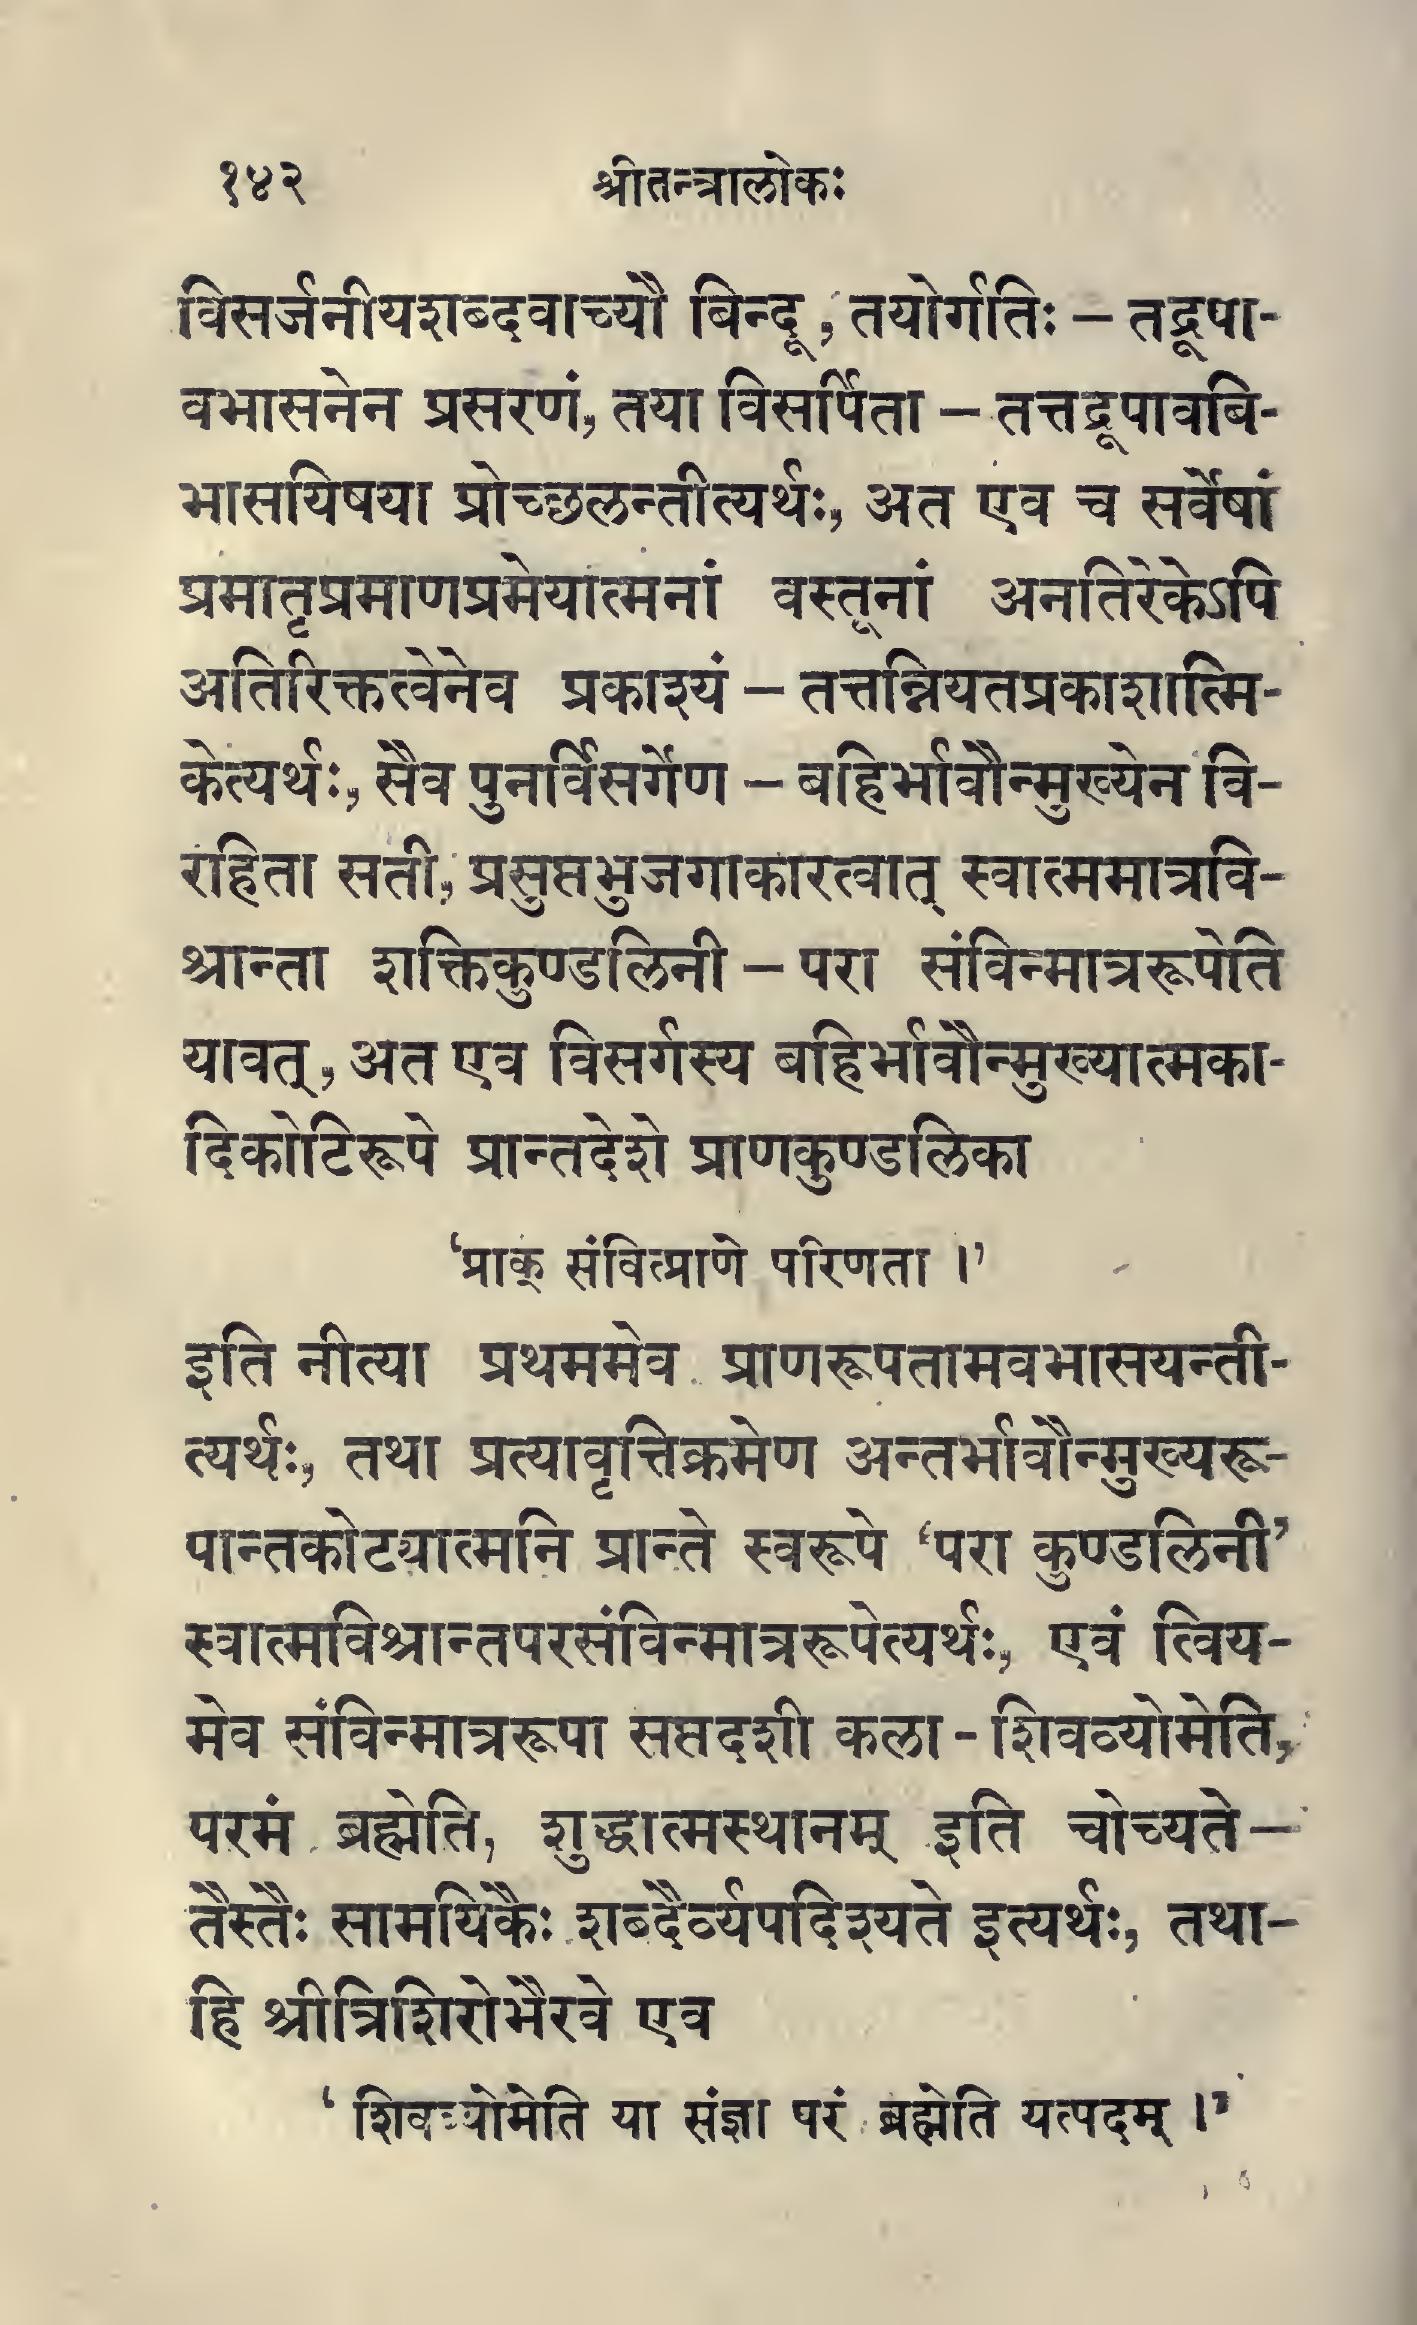 १४२ श्रीतन्त्रालोकः
विसर्जनीयशब्दवाच्यौ बिन्दू, तयोर्गतिः – तद्रूपा-
वभासनेन प्रसरणं, तया विसर्पिता – तत्तद्रूपावबि-
भासयिषया प्रोच्छलन्तीत्यर्थः, अत एव च सर्वेषां
प्रमातृप्रमाणप्रमेयात्मनां वस्तूनां अनतिरेकेऽपि
अतिरिक्तत्वेनेव प्रकाश्यं – तत्तन्नियतप्रकाशात्मि-
केत्यर्थः, सैव पुनर्विसर्गेण – बहिर्भावौन्मुख्येन वि-
रहिता सती, प्रसुप्तभुजगाकारत्वात् स्वात्ममात्रवि-
श्रान्ता शक्तिकुण्डलिनी – परा संविन्मात्ररूपेति
यावत्, अत एव विसर्गस्य बहिर्भावौन्मुख्यात्मका-
दिकोटिरूपे प्रान्तदेशे प्राणकुण्डलिका
‘प्राक् संवित्प्राणे परिणता ।’
इति नीत्या प्रथममेव प्राणरूपतामवभासयन्ती-
त्यर्थः, तथा प्रत्यावृत्तिक्रमेण अन्तर्भावौन्मुख्यरू-
पान्तकोट्यात्मनि प्रान्ते स्वरूपे ‘परा कुण्डलिनी’
स्वात्मविश्रान्तपरसंविन्मात्ररूपेत्यर्थः, एवं त्विय-
मेव संविन्मात्ररूपा सप्तदशी कला - शिवव्योमेति,
परमं ब्रह्मेति, शुद्धात्मस्थानम् इति चोच्यते –
तैस्तैः सामयिकैः शब्दैर्व्यपदिश्यते इत्यर्थः, तथा-
हि श्रीत्रिशिरोभैरवे एव
‘ शिवव्योमेति या संज्ञा परं ब्रह्मेति यत्पदम् ।’